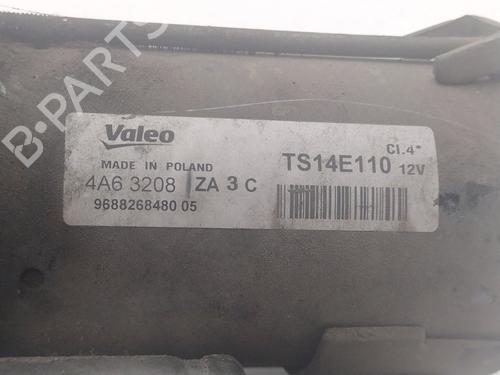 Valeo
Cl.4*
MADE IN POLAND
TS14E110 12V
4A6 3208 ZA 3 C
9688268480 05
B-PARTS